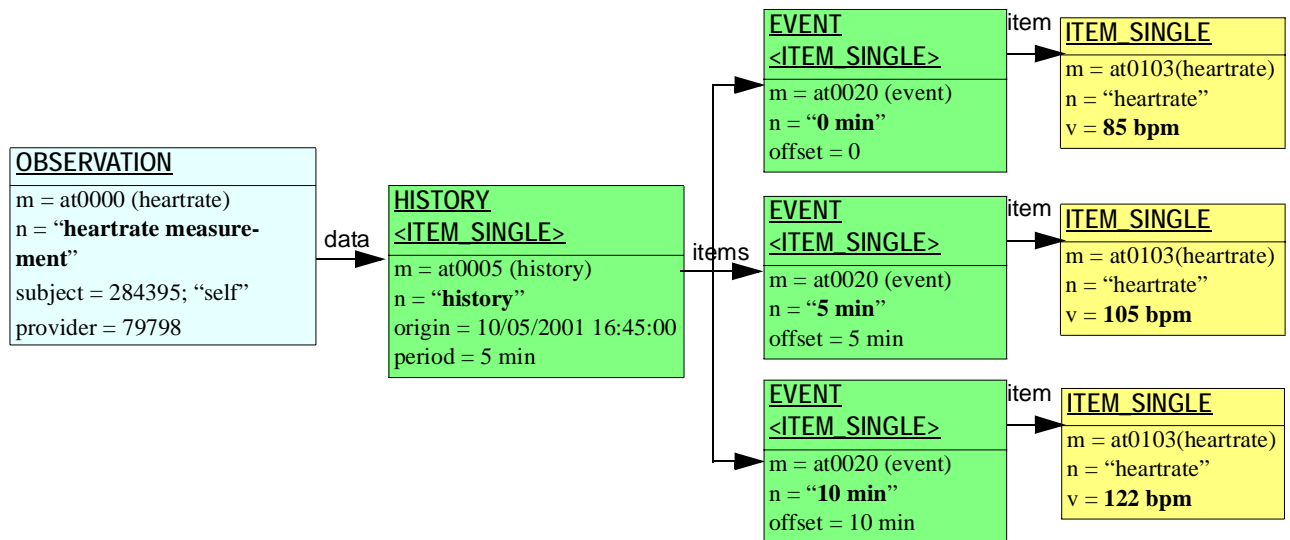 OBSERVATION
m = at0000 (heartrate)
n = “heartrate measure-
ment”
subject = 284395; “self”
provider = 79798
data
HISTORY
<ITEM_SINGLE>
m = at0005 (history)
n = “history”
origin = 10/05/2001 16:45:00
period = 5 min
items
EVENT
<ITEM_SINGLE>
m = at0020 (event)
n = “0 min”
offset = 0
item
ITEM_SINGLE
m = at0103(heartrate)
n = “heartrate”
v = 85 bpm
EVENT
<ITEM_SINGLE>
m = at0020 (event)
n = “5 min”
offset = 5 min
item
ITEM_SINGLE
m = at0103(heartrate)
n = “heartrate”
v = 105 bpm
EVENT
<ITEM_SINGLE>
m = at0020 (event)
n = “10 min”
offset = 10 min
item
ITEM_SINGLE
m = at0103(heartrate)
n = “heartrate”
v = 122 bpm